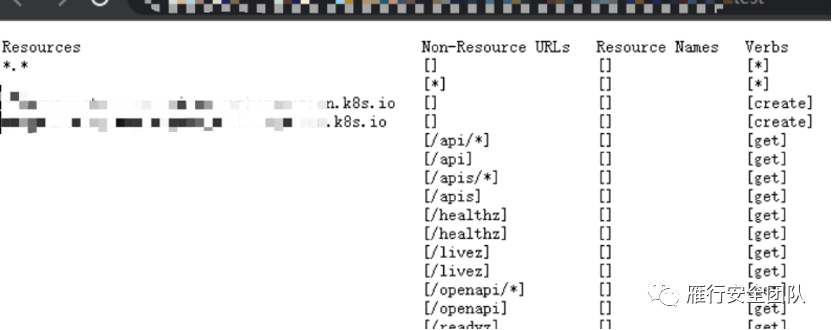 test
Resources Non-Resource URLs Resource Names Verbs
*.* [] [] [*]
[*] [] [*]
n.k8s.io [] [] [create]
.k8s.io [] [] [create]
[/api/*] [] [get]
[/api] [] [get]
[/apis/*] [] [get]
[/apis] [] [get]
[/healthz] [] [get]
[/healthz] [] [get]
[/livez] [] [get]
[/livez] [] [get]
[/openapi/*] [] [get]
[/openapi] [] [get]
[/readyz [] [get]
雁行安全团队